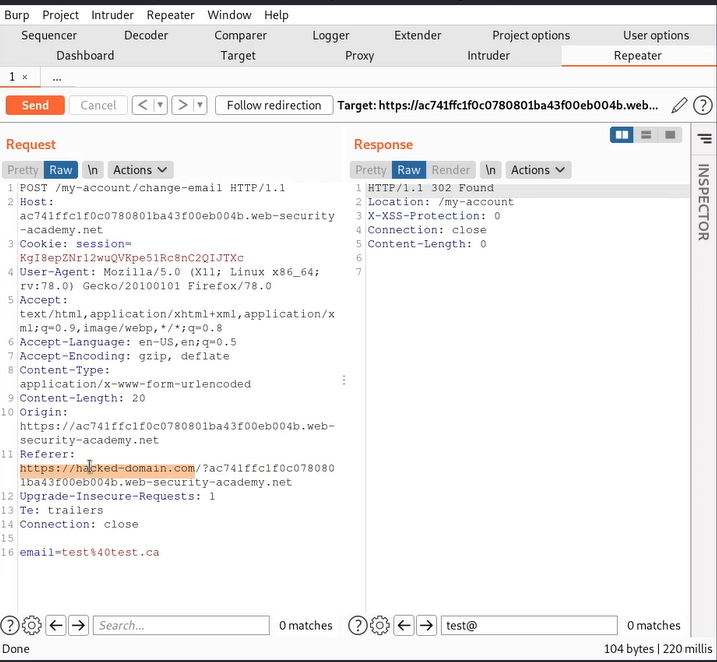 Burp Project Intruder Repeater Window Help
Sequencer Decoder Comparer Logger Extender Project options User options
Dashboard Target Proxy Intruder Repeater
1 × ...
Send Cancel < > Follow redirection Target: https://ac741ffc1f0c0780801ba43f00eb004b.web...
Request
Pretty Raw \n Actions
1 POST /my-account/change-email HTTP/1.1
2 Host:
ac741ffc1f0c0780801ba43f00eb004b.web-security
-academy.net
3 Cookie: session=
KgI8epZNr12wuQVKpe51Rc8nC2QIJTXc
4 User-Agent: Mozilla/5.0 (X11; Linux x86_64;
rv:78.0) Gecko/20100101 Firefox/78.0
5 Accept:
text/html,application/xhtml+xml,application/x
ml;q=0.9,image/webp,*/*;q=0.8
6 Accept-Language: en-US,en;q=0.5
7 Accept-Encoding: gzip, deflate
8 Content-Type:
application/x-www-form-urlencoded
9 Content-Length: 20
10 Origin:
https://ac741ffc1f0c0780801ba43f00eb004b.web-
security-academy.net
11 Referer:
https://hacked-domain.com/?ac741ffc1f0c078080
1ba43f00eb004b.web-security-academy.net
12 Upgrade-Insecure-Requests: 1
13 Te: trailers
14 Connection: close
15
16 email=test%40test.ca
Search... 0 matches
Response
Pretty Raw Render \n Actions
1 HTTP/1.1 302 Found
2 Location: /my-account
3 X-XSS-Protection: 0
4 Connection: close
5 Content-Length: 0
6
7
test@ 0 matches
INSPECTOR
Done 104 bytes | 220 millis